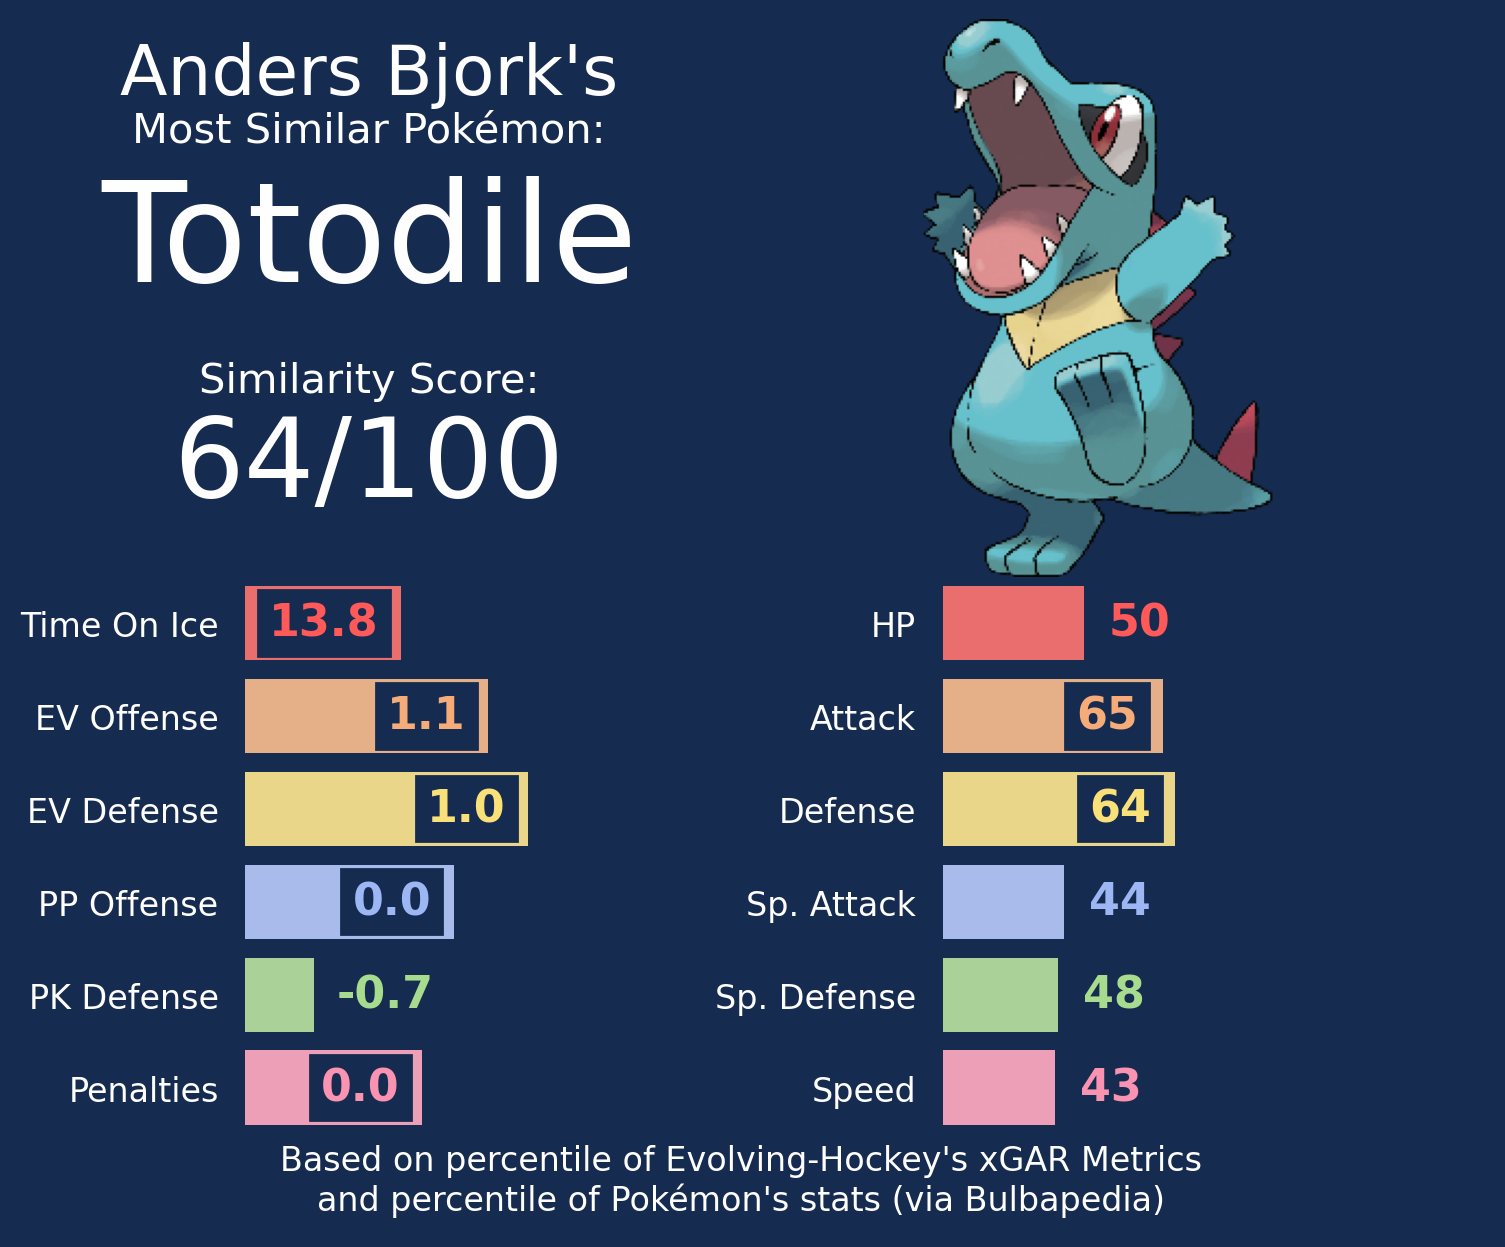 Anders Bjork's
Most Similar Pokémon:
Totodile
Similarity Score:
64/100
Time On Ice 13.8
EV Offense 1.1
EV Defense 1.0
PP Offense 0.0
PK Defense -0.7
Penalties 0.0
HP 50
Attack 65
Defense 64
Sp. Attack 44
Sp. Defense 48
Speed 43
Based on percentile of Evolving-Hockey's xGAR Metrics
and percentile of Pokémon's stats (via Bulbapedia)